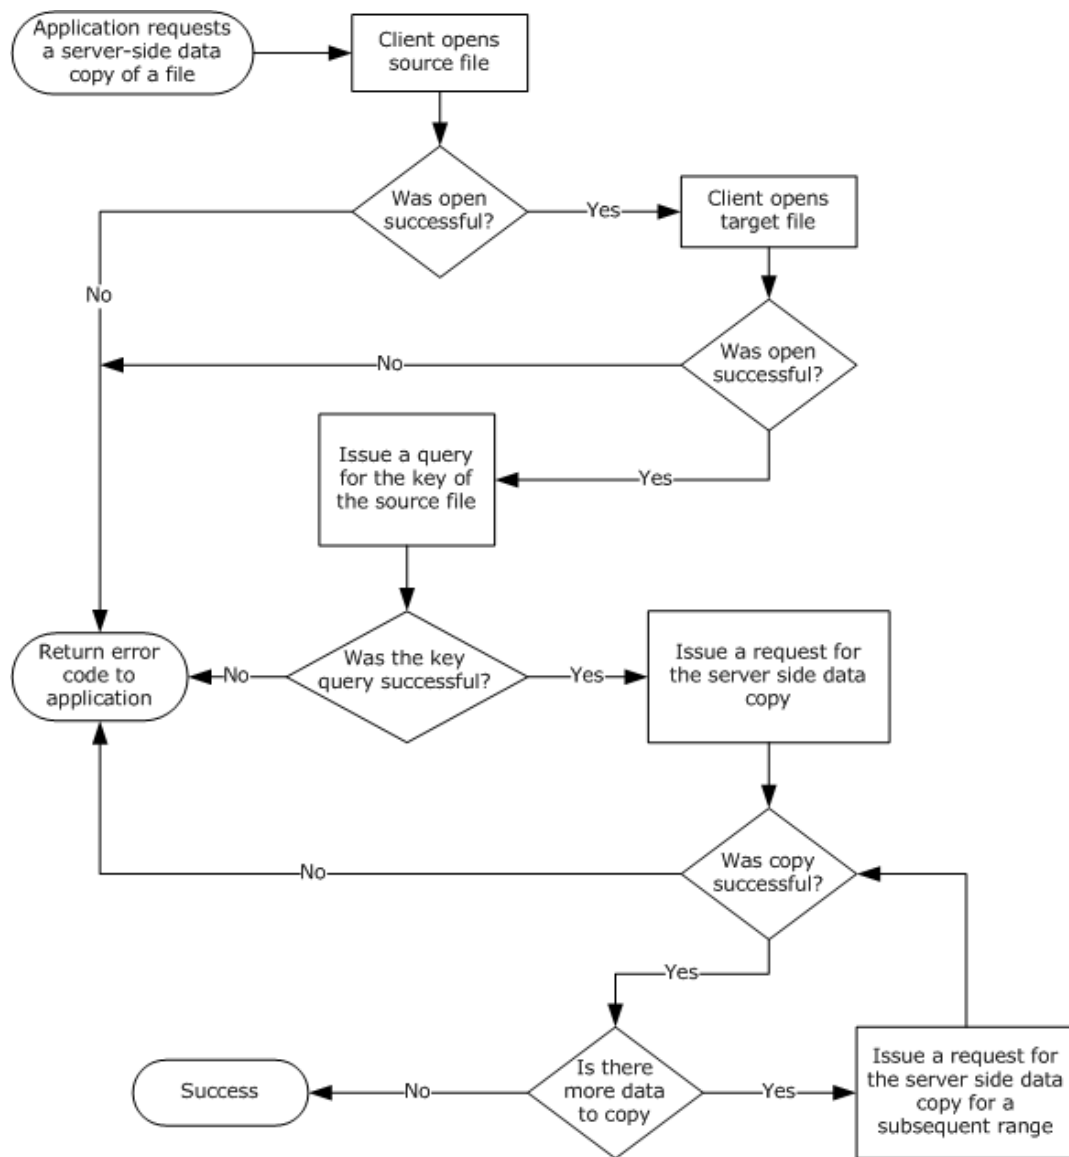 Application requests
a server-side data
copy of a file
Client opens
source file
Was open
successful?
Yes
Client opens
target file
No
Was open
successful?
No
Issue a query
for the key of
the source file
Yes
Return error
code to
application
No
Was the key
query successful?
Yes
Issue a request for
the server side data
copy
No
Was copy
successful?
Yes
Success
No
Is there
more data
to copy
Yes
Issue a request for
the server side data
copy for a
subsequent range